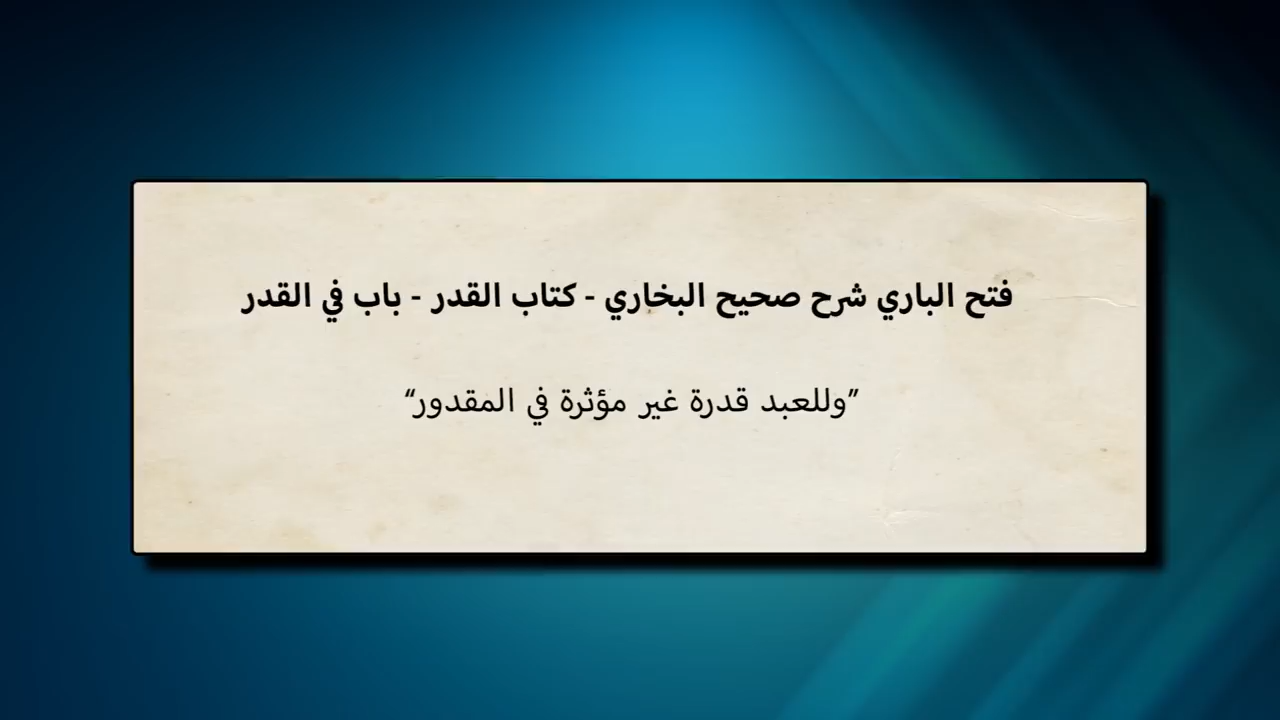 فتح الباري شرح صحيح البخاري - كتاب القدر - باب في القدر
”وللعبد قدرة غير مؤثرة في المقدور“